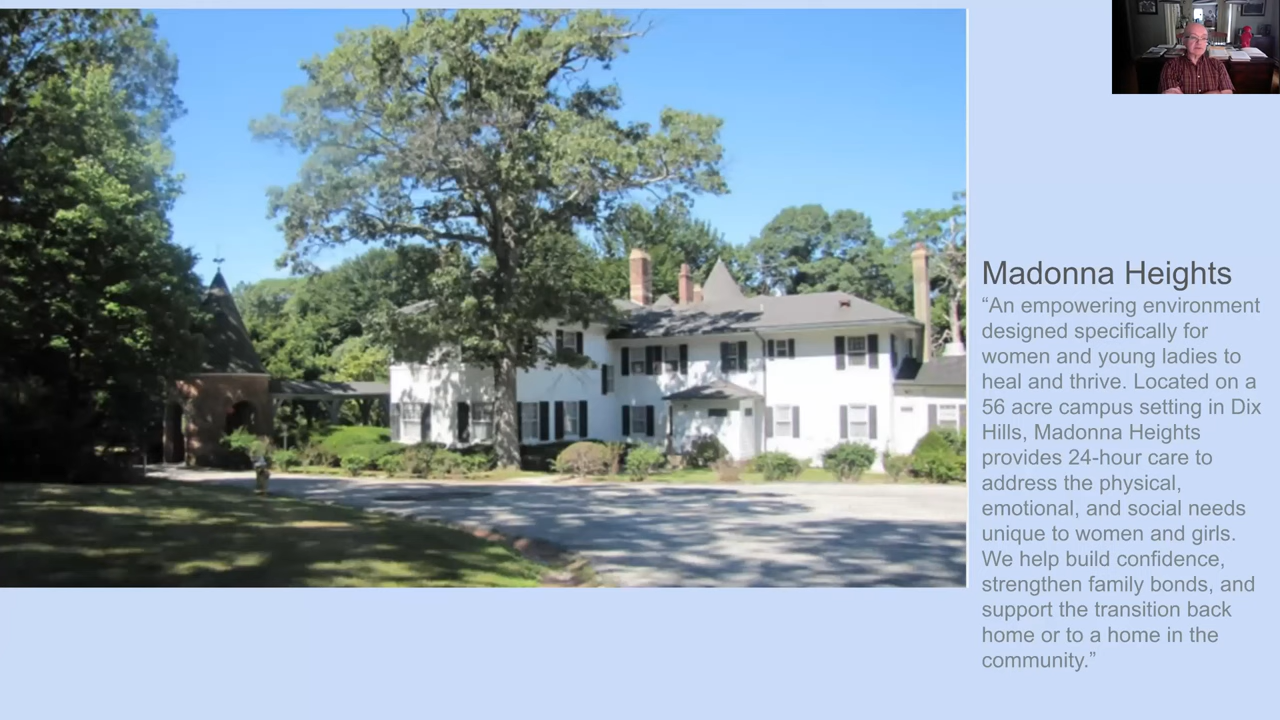 Madonna Heights
“An empowering environment
designed specifically for
women and young ladies to
heal and thrive. Located on a
56 acre campus setting in Dix
Hills, Madonna Heights
provides 24-hour care to
address the physical,
emotional, and social needs
unique to women and girls.
We help build confidence,
strengthen family bonds, and
support the transition back
home or to a home in the
community.”